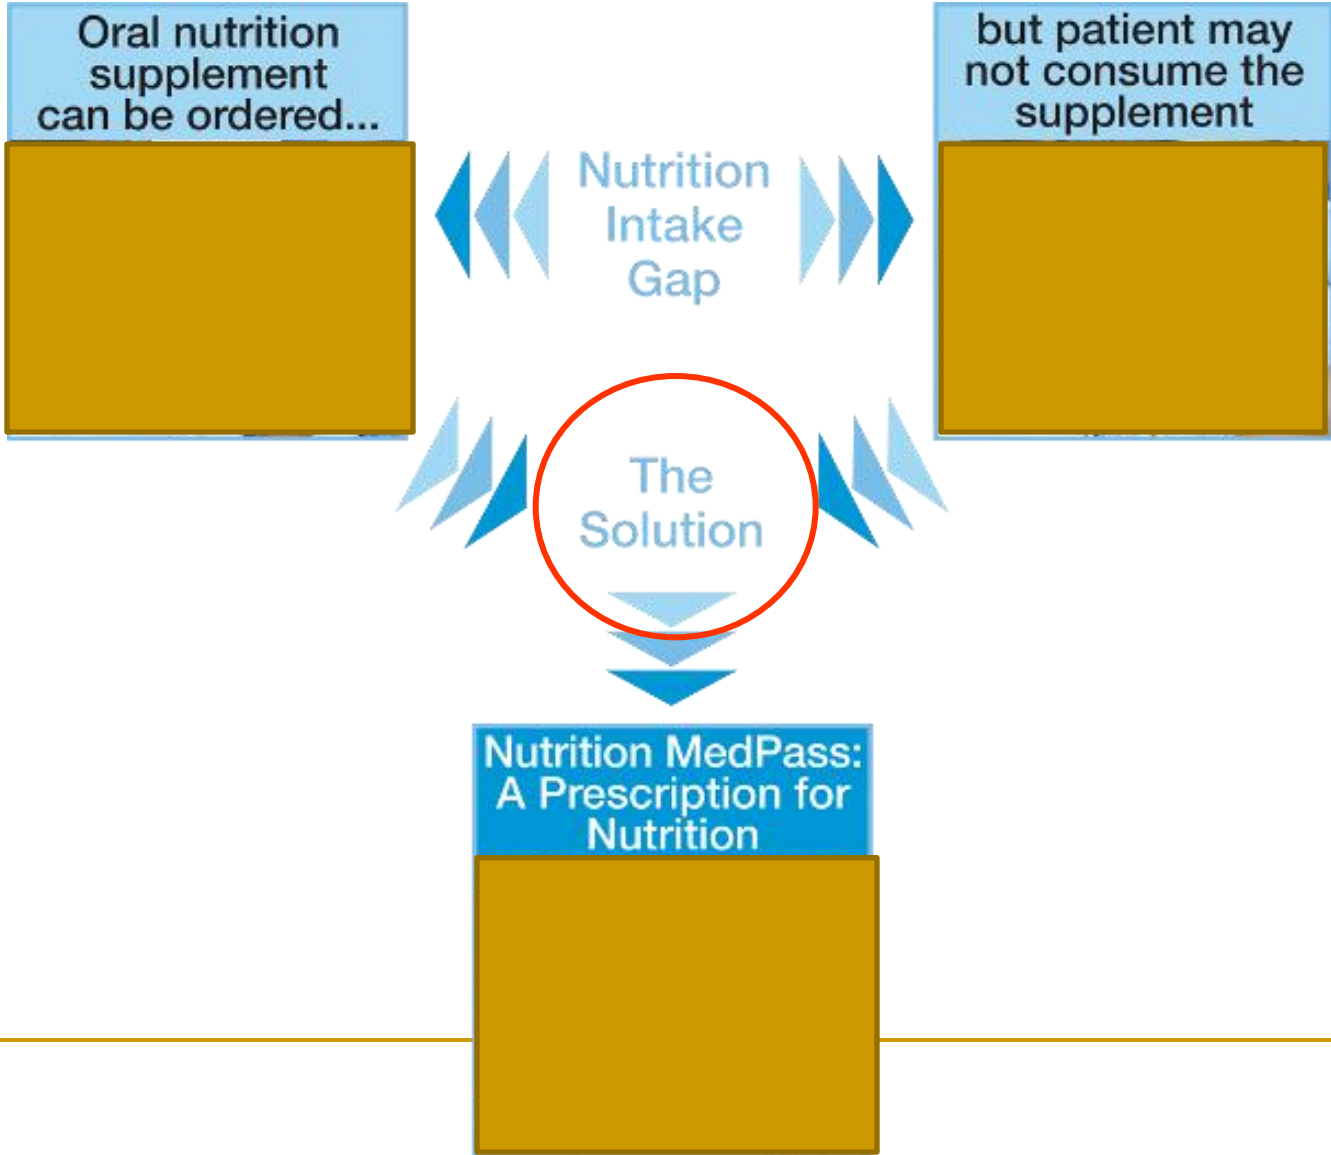 Oral nutrition
supplement
can be ordered...
but patient may
not consume the
supplement
Nutrition
Intake
Gap
The
Solution
Nutrition MedPass:
A Prescription for
Nutrition